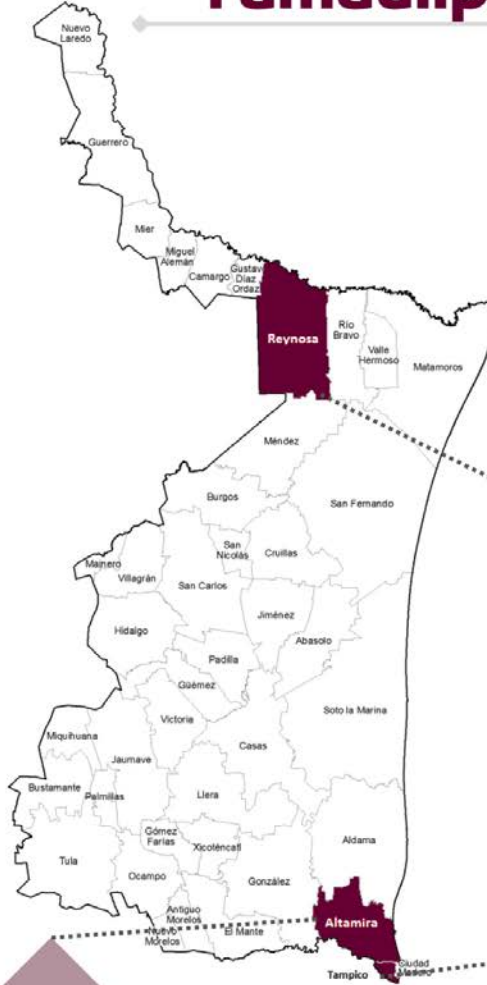 Tamaulip
Nuevo
Laredo
Guerrero
Mier
Miguel
Alemán
Camargo
Gustav
Díaz
Ordaz
Reynosa
Río
Bravo
Valle
Hermoso
Matamoros
Méndez
Burgos
San Fernando
San
Nicolás
Cruillas
Mainero
Villagrán
San Carlos
Jiménez
Hidalgo
Abasolo
Padilla
Güémez
Soto la Marina
Victoria
Miquihuana
Casas
Jaumave
Bustamante
Palmillas
Llera
Gómez
Farías
Xicoténcatl
Aldama
Tula
Ocampo
González
Antiguo
Morelos
Nuevo
Morelos
El Mante
Altamira
Ciudad
Madero
Tampico